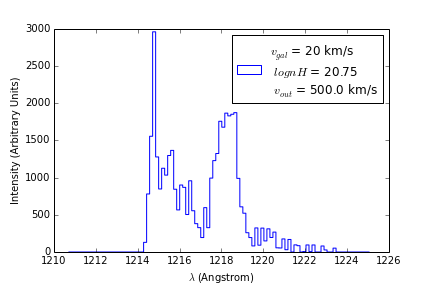 3000
2500
2000
1500
1000
500
0
Intensity (Arbitrary Units)
v_gal = 20 km/s
lognH = 20.75
v_out = 500.0 km/s
1210 1212 1214 1216 1218 1220 1222 1224 1226
λ (Angstrom)